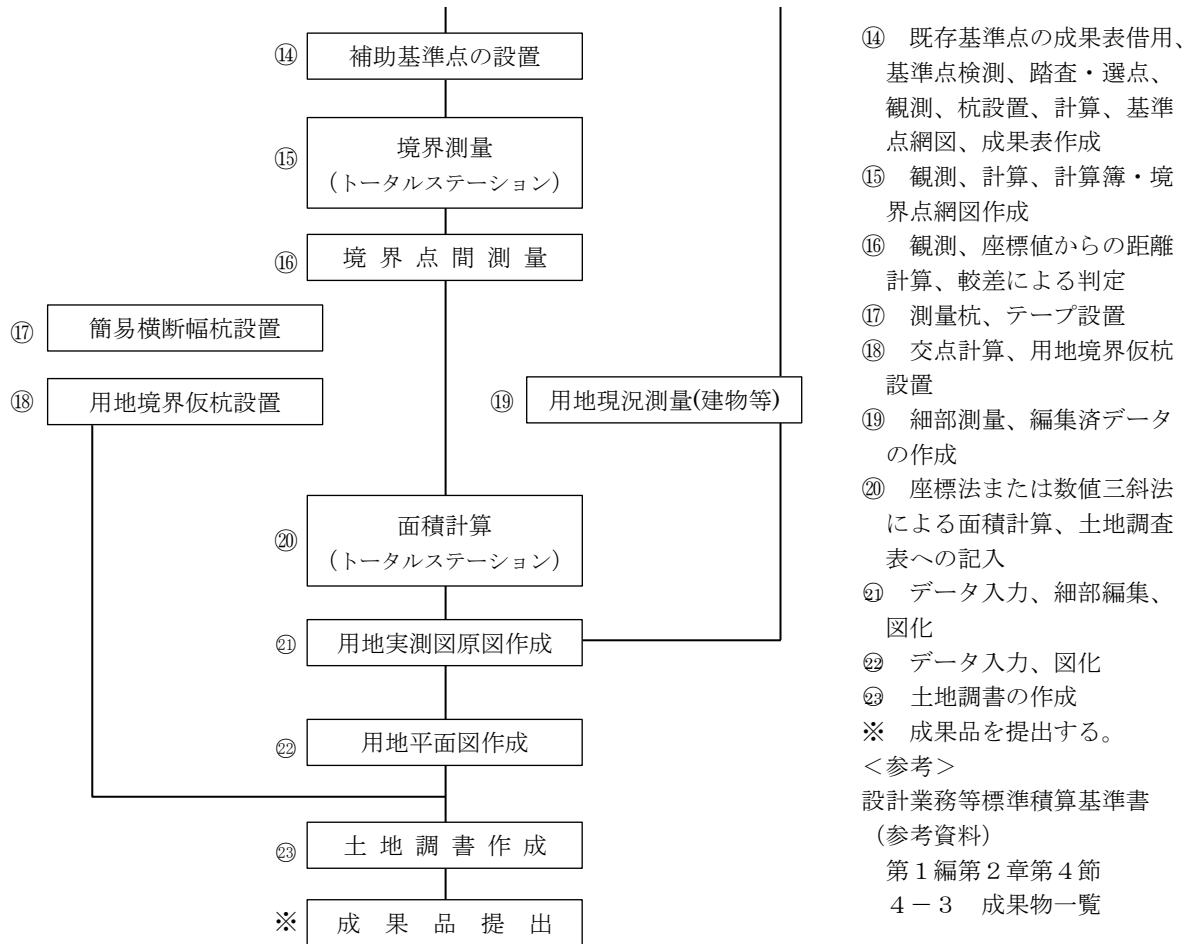 ⑭ 補助基準点の設置
⑮ 境界測量
(トータルステーション)
⑯ 境 界 点 間 測 量
⑰ 簡易横断幅杭設置
⑱ 用地境界仮杭設置
⑲ 用地現況測量(建物等)
⑳ 面積計算
(トータルステーション)
㉑ 用地実測図原図作成
㉒ 用地平面図作成
㉓ 土 地 調 書 作 成
※ 成 果 品 提 出
⑭ 既存基準点の成果表借用、
基準点検測、踏査・選点、
観測、杭設置、計算、基準
点網図、成果表作成
⑮ 観測、計算、計算簿・境
界点網図作成
⑯ 観測、座標値からの距離
計算、較差による判定
⑰ 測量杭、テープ設置
⑱ 交点計算、用地境界仮杭
設置
⑲ 細部測量、編集済データ
の作成
⑳ 座標法または数値三斜法
による面積計算、土地調査
表への記入
㉑ データ入力、細部編集、
図化
㉒ データ入力、図化
㉓ 土地調書の作成
※ 成果品を提出する。
<参考>
設計業務等標準積算基準書
(参考資料)
第1編第2章第4節
4-3 成果物一覧